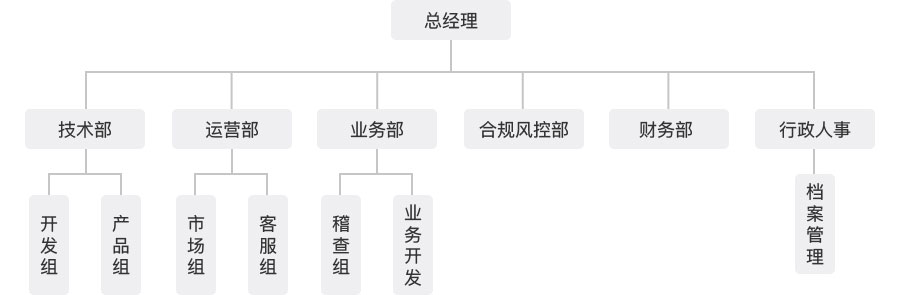 总经理
技术部
运营部
业务部
合规风控部
财务部
行政人事
开发组
产品组
市场组
客服组
稽查组
业务开发
档案管理